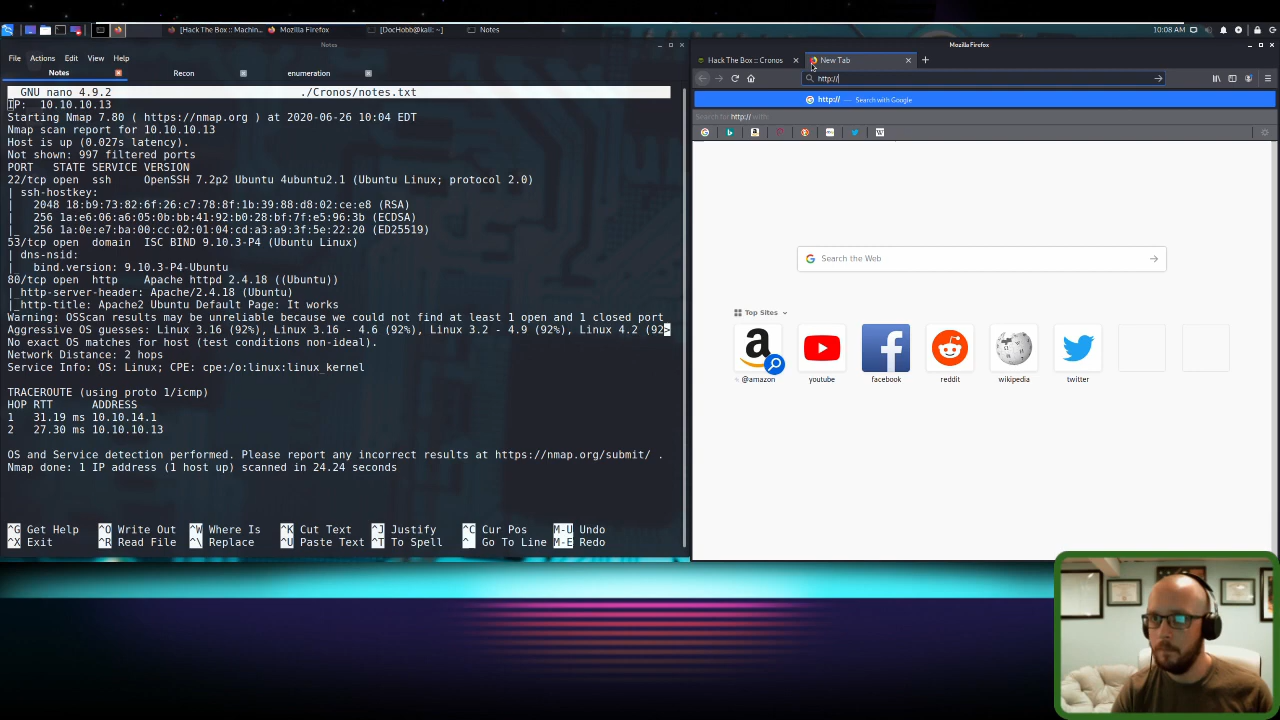 [Hack The Box :: Machin...
Mozilla Firefox
[DocHobb@kali: ~]
Notes
10:08 AM
Notes
File Actions Edit View Help
Notes
Recon
enumeration
GNU nano 4.9.2 ./Cronos/notes.txt
IP: 10.10.10.13
Starting Nmap 7.80 ( https://nmap.org ) at 2020-06-26 10:04 EDT
Nmap scan report for 10.10.10.13
Host is up (0.027s latency).
Not shown: 997 filtered ports
PORT STATE SERVICE VERSION
22/tcp open ssh OpenSSH 7.2p2 Ubuntu 4ubuntu2.1 (Ubuntu Linux; protocol 2.0)
| ssh-hostkey:
| 2048 18:b9:73:82:6f:26:c7:78:8f:1b:39:88:d8:02:ce:e8 (RSA)
| 256 1a:e6:06:a6:05:0b:bb:41:92:b0:28:bf:7f:e5:96:3b (ECDSA)
|_ 256 1a:0e:e7:ba:00:cc:02:01:04:cd:a3:a9:3f:5e:22:20 (ED25519)
53/tcp open domain ISC BIND 9.10.3-P4 (Ubuntu Linux)
| dns-nsid:
|_ bind.version: 9.10.3-P4-Ubuntu
80/tcp open http Apache httpd 2.4.18 ((Ubuntu))
|_http-server-header: Apache/2.4.18 (Ubuntu)
|_http-title: Apache2 Ubuntu Default Page: It works
Warning: OSScan results may be unreliable because we could not find at least 1 open and 1 closed port
Aggressive OS guesses: Linux 3.16 (92%), Linux 3.16 - 4.6 (92%), Linux 3.2 - 4.9 (92%), Linux 4.2 (92>
No exact OS matches for host (test conditions non-ideal).
Network Distance: 2 hops
Service Info: OS: Linux; CPE: cpe:/o:linux:linux_kernel
TRACEROUTE (using proto 1/icmp)
HOP RTT ADDRESS
1 31.19 ms 10.10.14.1
2 27.30 ms 10.10.10.13
OS and Service detection performed. Please report any incorrect results at https://nmap.org/submit/ .
Nmap done: 1 IP address (1 host up) scanned in 24.24 seconds
^G Get Help ^O Write Out ^W Where Is ^K Cut Text ^J Justify ^C Cur Pos M-U Undo
^X Exit ^R Read File ^\ Replace ^U Paste Text ^T To Spell ^_ Go To Line M-E Redo
Mozilla Firefox
Hack The Box :: Cronos
New Tab
http://
http:// — Search with Google
Search for http:// with:
Search the Web
Top Sites
@amazon
youtube
facebook
reddit
wikipedia
twitter